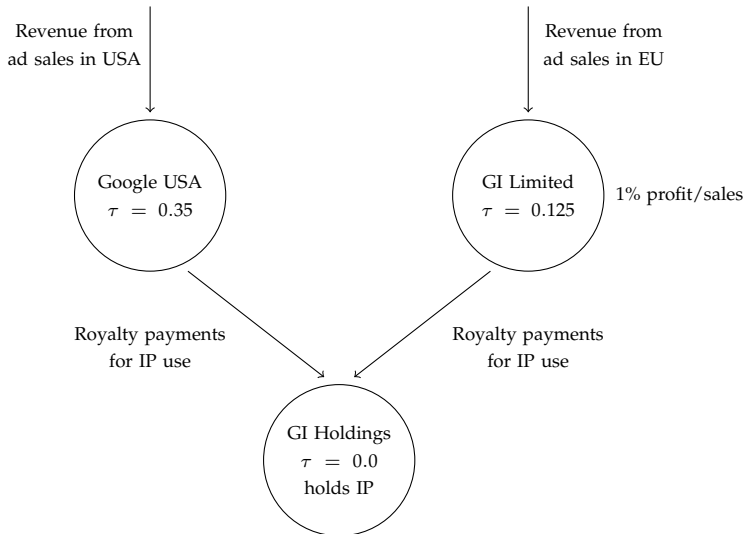 Revenue from
ad sales in USA
Revenue from
ad sales in EU
Google USA
τ = 0.35
GI Limited
τ = 0.125
1% profit/sales
Royalty payments
for IP use
Royalty payments
for IP use
GI Holdings
τ = 0.0
holds IP